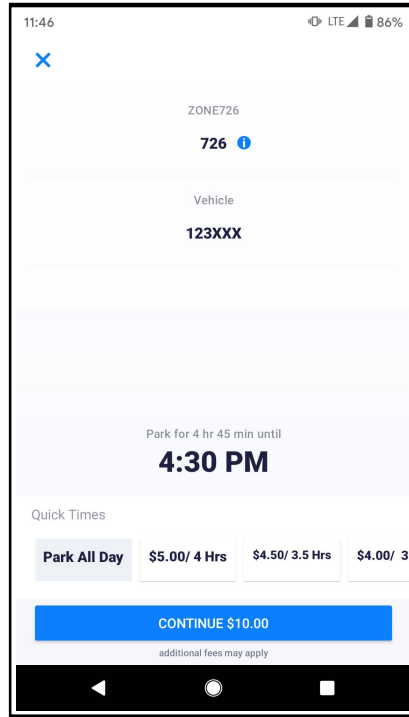 11:46 LTE 86%
ZONE726
726
Vehicle
123XXX
Park for 4 hr 45 min until
4:30 PM
Quick Times
Park All Day $5.00/ 4 Hrs $4.50/ 3.5 Hrs $4.00/ 3
CONTINUE $10.00
additional fees may apply